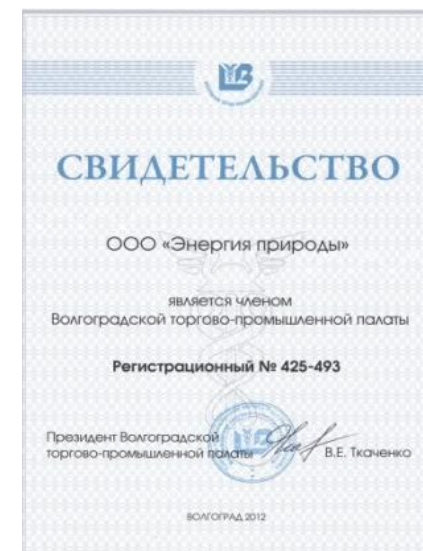 СВИДЕТЕЛЬСТВО
ООО «Энергия природы»
является членом
Волгоградской торгово-промышленной палаты
Регистрационный № 425-493
Президент Волгоградской
торгово-промышленной палаты
В.Е. Ткаченко
ВОЛГОГРАД 2012